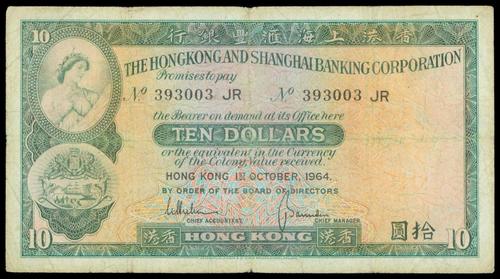 10 行銀豐滙海上港香 10
THE HONGKONG AND SHANGHAI BANKING CORPORATION
Promises to pay
No 393003 JR No 393003 JR
the Bearer on demand at its Office here
TEN DOLLARS
or the equivalent in the Currency
of the Colony value received.
HONG KONG 1ST OCTOBER, 1964.
BY ORDER OF THE BOARD OF DIRECTORS
CHIEF ACCOUNTANT CHIEF MANAGER
圓拾
10 港香 HONG KONG 港香 10